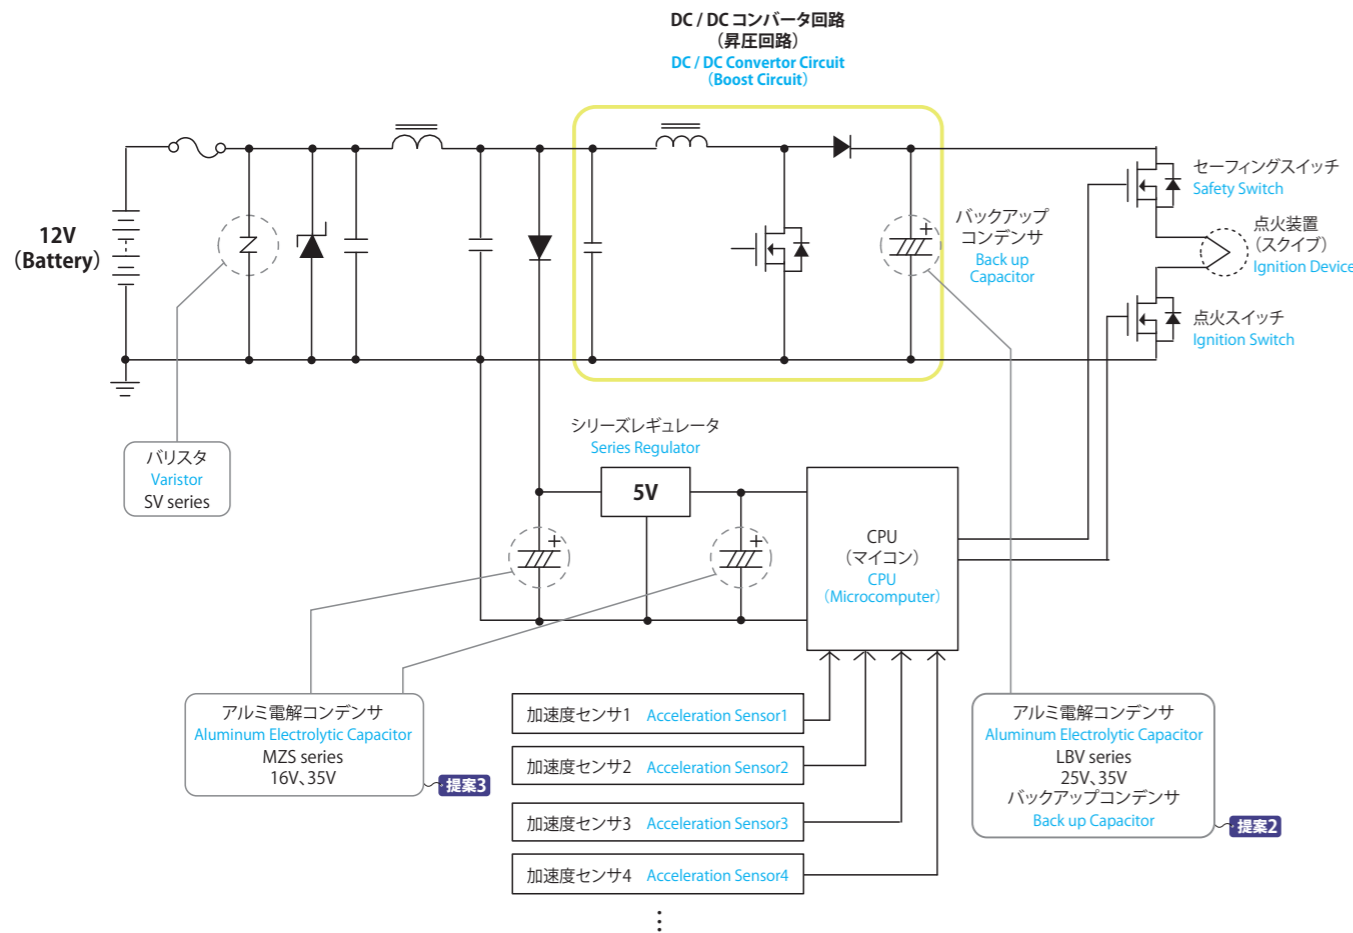 DC / DC コンバータ回路
（昇圧回路）
DC / DC Convertor Circuit
（Boost Circuit）
セーフィングスイッチ
Safety Switch
バックアップ
コンデンサ
Back up
Capacitor
点火装置
（スクイブ）
Ignition Device
12V
（Battery）
点火スイッチ
Ignition Switch
シリーズレギュレータ
Series Regulator
バリスタ
Varistor
SV series
5V
CPU
（マイコン）
CPU
（Microcomputer）
アルミ電解コンデンサ
Aluminum Electrolytic Capacitor
MZS series
16V、35V
提案3
加速度センサ1 Acceleration Sensor1
加速度センサ2 Acceleration Sensor2
加速度センサ3 Acceleration Sensor3
加速度センサ4 Acceleration Sensor4
アルミ電解コンデンサ
Aluminum Electrolytic Capacitor
LBV series
25V、35V
バックアップコンデンサ
Back up Capacitor
提案2